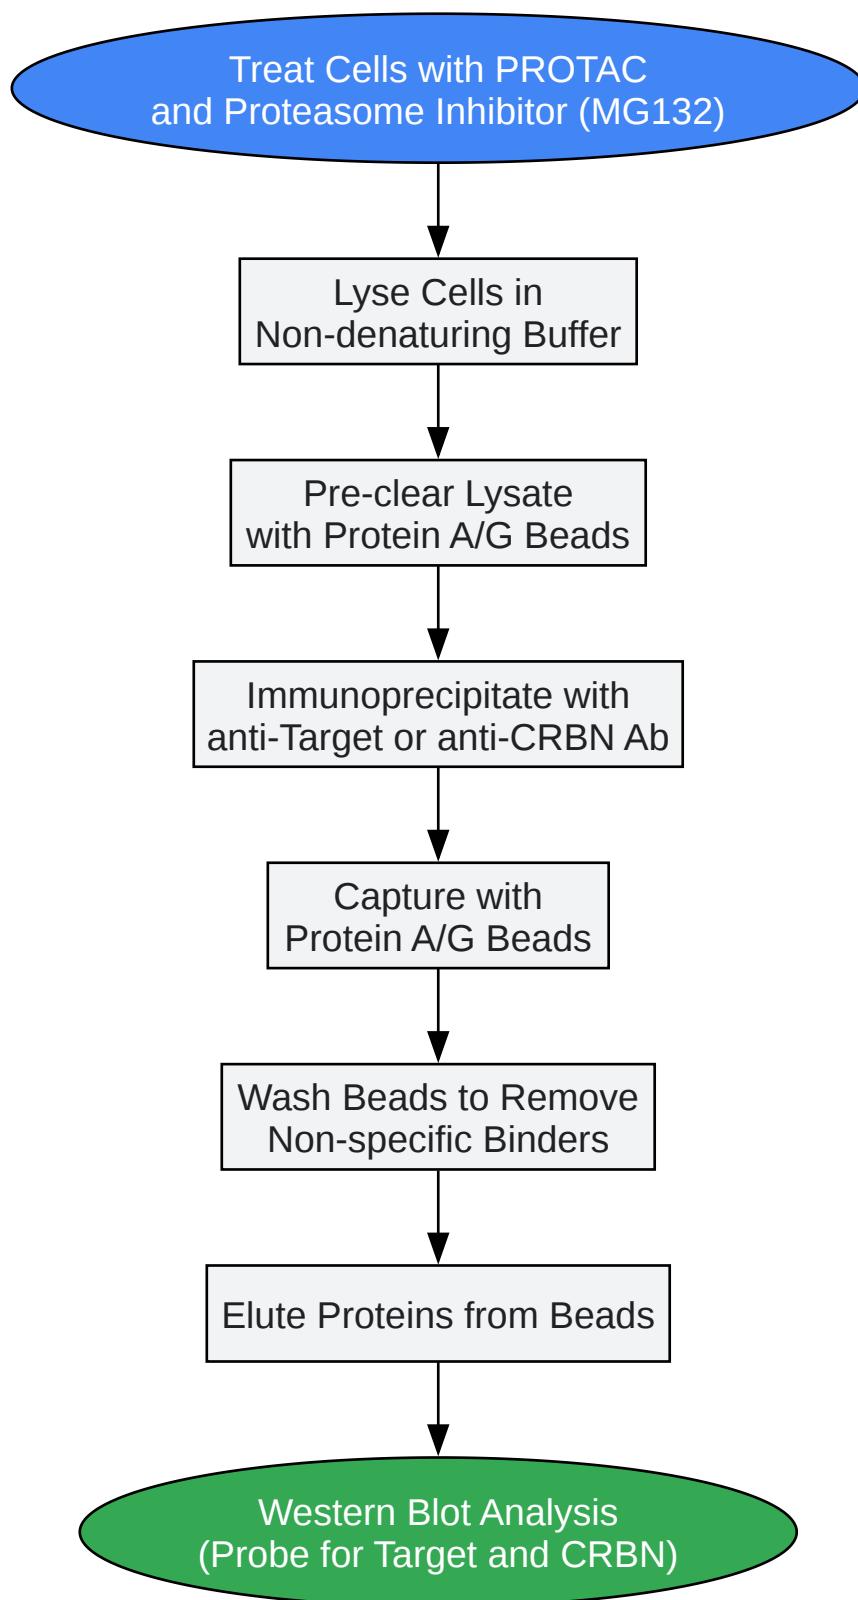 Treat Cells with PROTAC
and Proteasome Inhibitor (MG132)
Lyse Cells in
Non-denaturing Buffer
Pre-clear Lysate
with Protein A/G Beads
Immunoprecipitate with
anti-Target or anti-CRBN Ab
Capture with
Protein A/G Beads
Wash Beads to Remove
Non-specific Binders
Elute Proteins from Beads
Western Blot Analysis
(Probe for Target and CRBN)